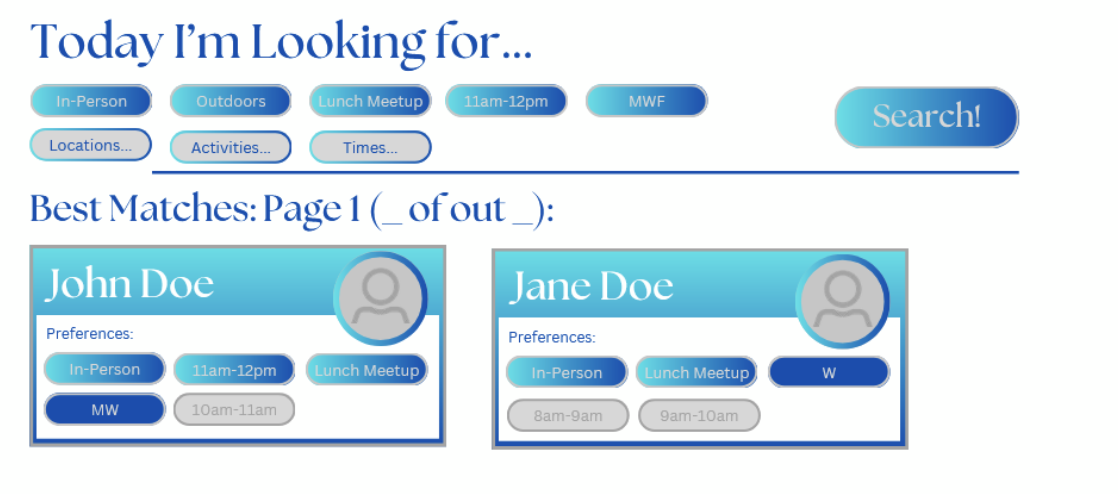 Today I'm Looking for...
In-Person Outdoors Lunch Meetup 11am-12pm MWF
Search!
Locations... Activities... Times...
Best Matches: Page 1 (_ of out _):
John Doe
Preferences:
In-Person 11am-12pm Lunch Meetup
MW 10am-11am
Jane Doe
Preferences:
In-Person Lunch Meetup W
8am-9am 9am-10am